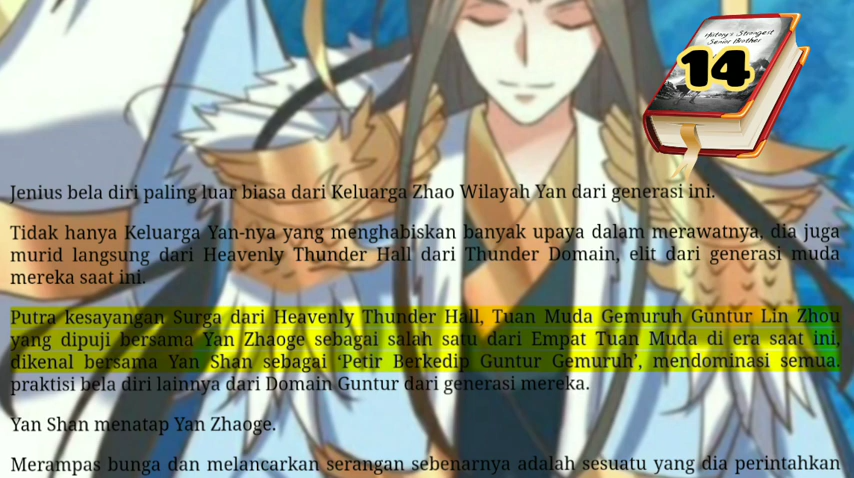 History's Strongest
Senior Brother
14
Jenius bela diri paling luar biasa dari Keluarga Zhao Wilayah Yan dari generasi ini.
Tidak hanya Keluarga Yan-nya yang menghabiskan banyak upaya dalam merawatnya, dia juga
murid langsung dari Heavenly Thunder Hall dari Thunder Domain, elit dari generasi muda
mereka saat ini.
Putra kesayangan Surga dari Heavenly Thunder Hall, Tuan Muda Gemuruh Guntur Lin Zhou
yang dipuji bersama Yan Zhaoge sebagai salah satu dari Empat Tuan Muda di era saat ini,
dikenal bersama Yan Shan sebagai ‘Petir Berkedip Guntur Gemuruh’, mendominasi semua.
praktisi bela diri lainnya dari Domain Guntur dari generasi mereka.
Yan Shan menatap Yan Zhaoge.
Merampas bunga dan melancarkan serangan sebenarnya adalah sesuatu yang dia perintahkan